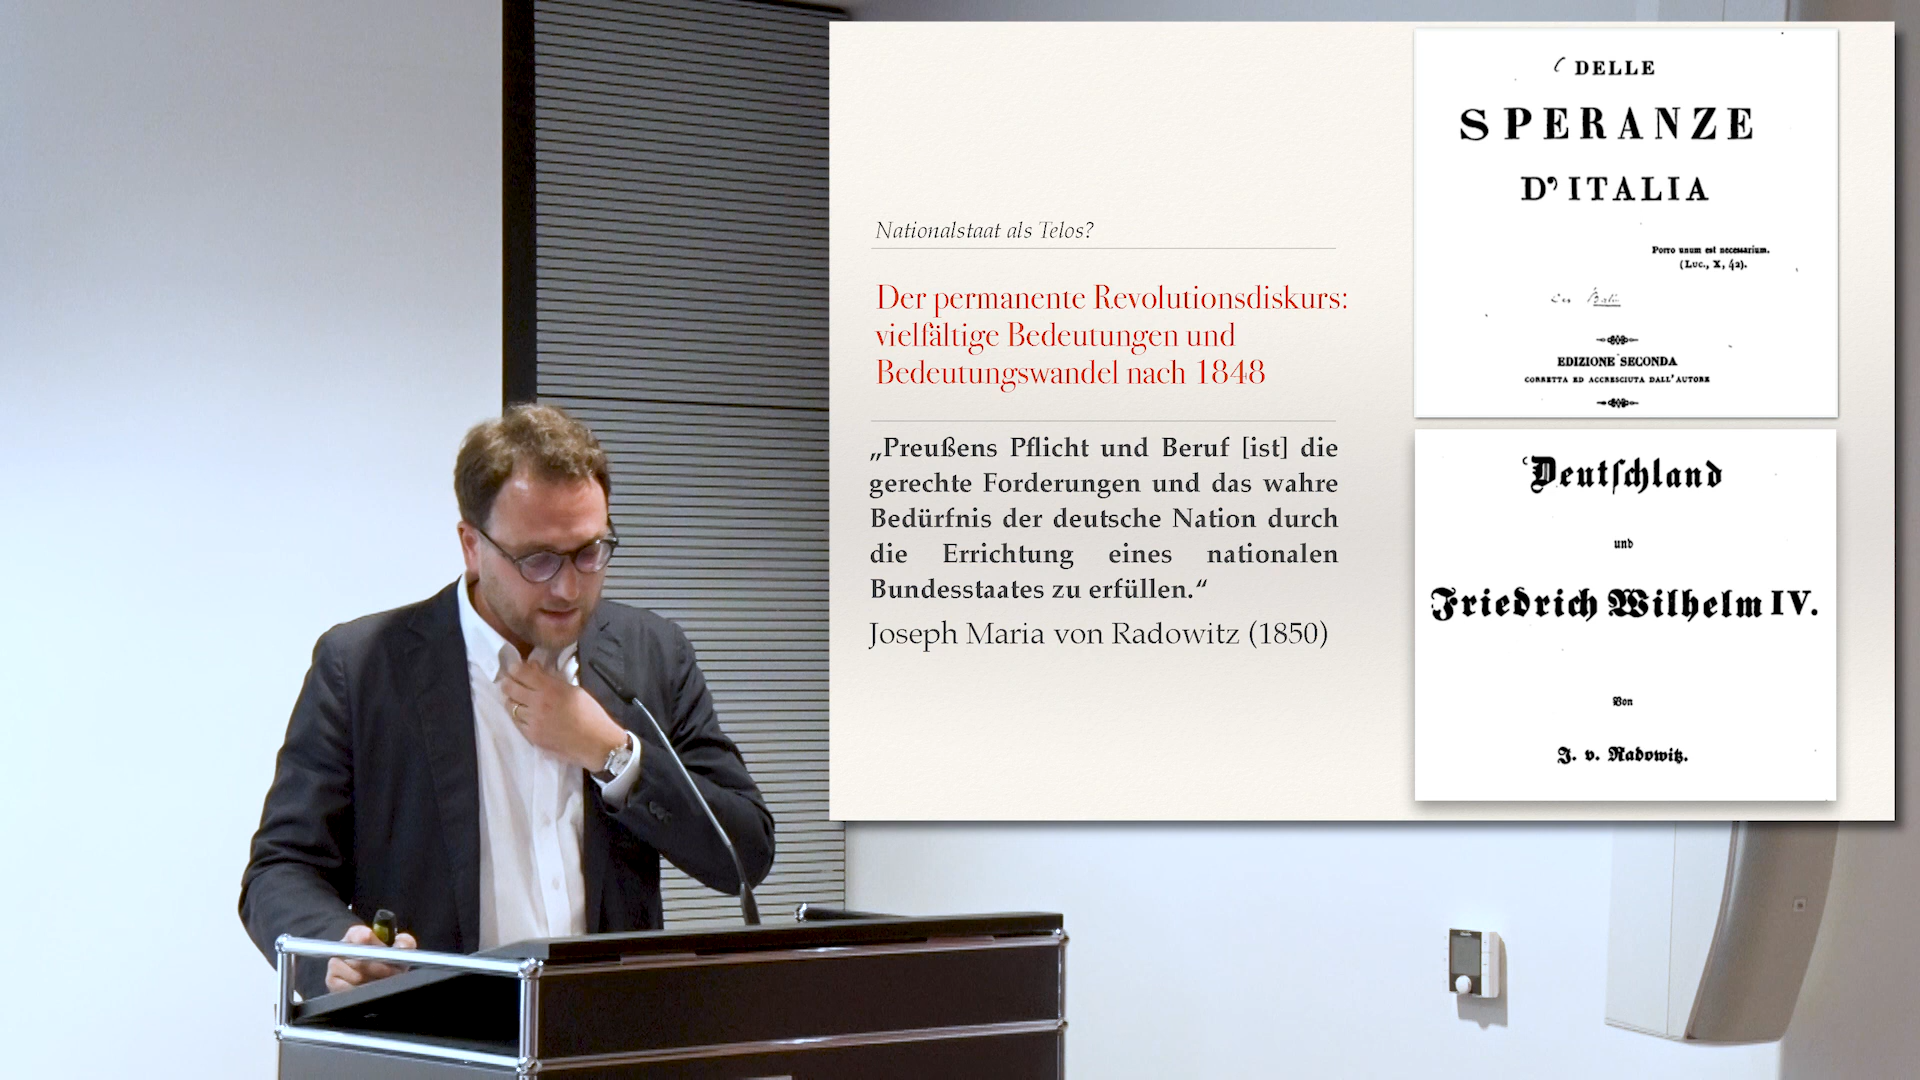 Nationalstaat als Telos?
Der permanente Revolutionsdiskurs:
vielfältige Bedeutungen und
Bedeutungswandel nach 1848
„Preußens Pflicht und Beruf [ist] die
gerechte Forderungen und das wahre
Bedürfnis der deutsche Nation durch
die Errichtung eines nationalen
Bundesstaates zu erfüllen.“
Joseph Maria von Radowitz (1850)
DELLE
SPERANZE
D' ITALIA
Porro unum est necessarium.
(Luc., X, 42).
EDIZIONE SECONDA
CORRETTA ED ACCRESCIUTA DALL' AUTORE
Deutſchland
und
Friedrich Wilhelm IV.
Von
J. v. Radowitz.